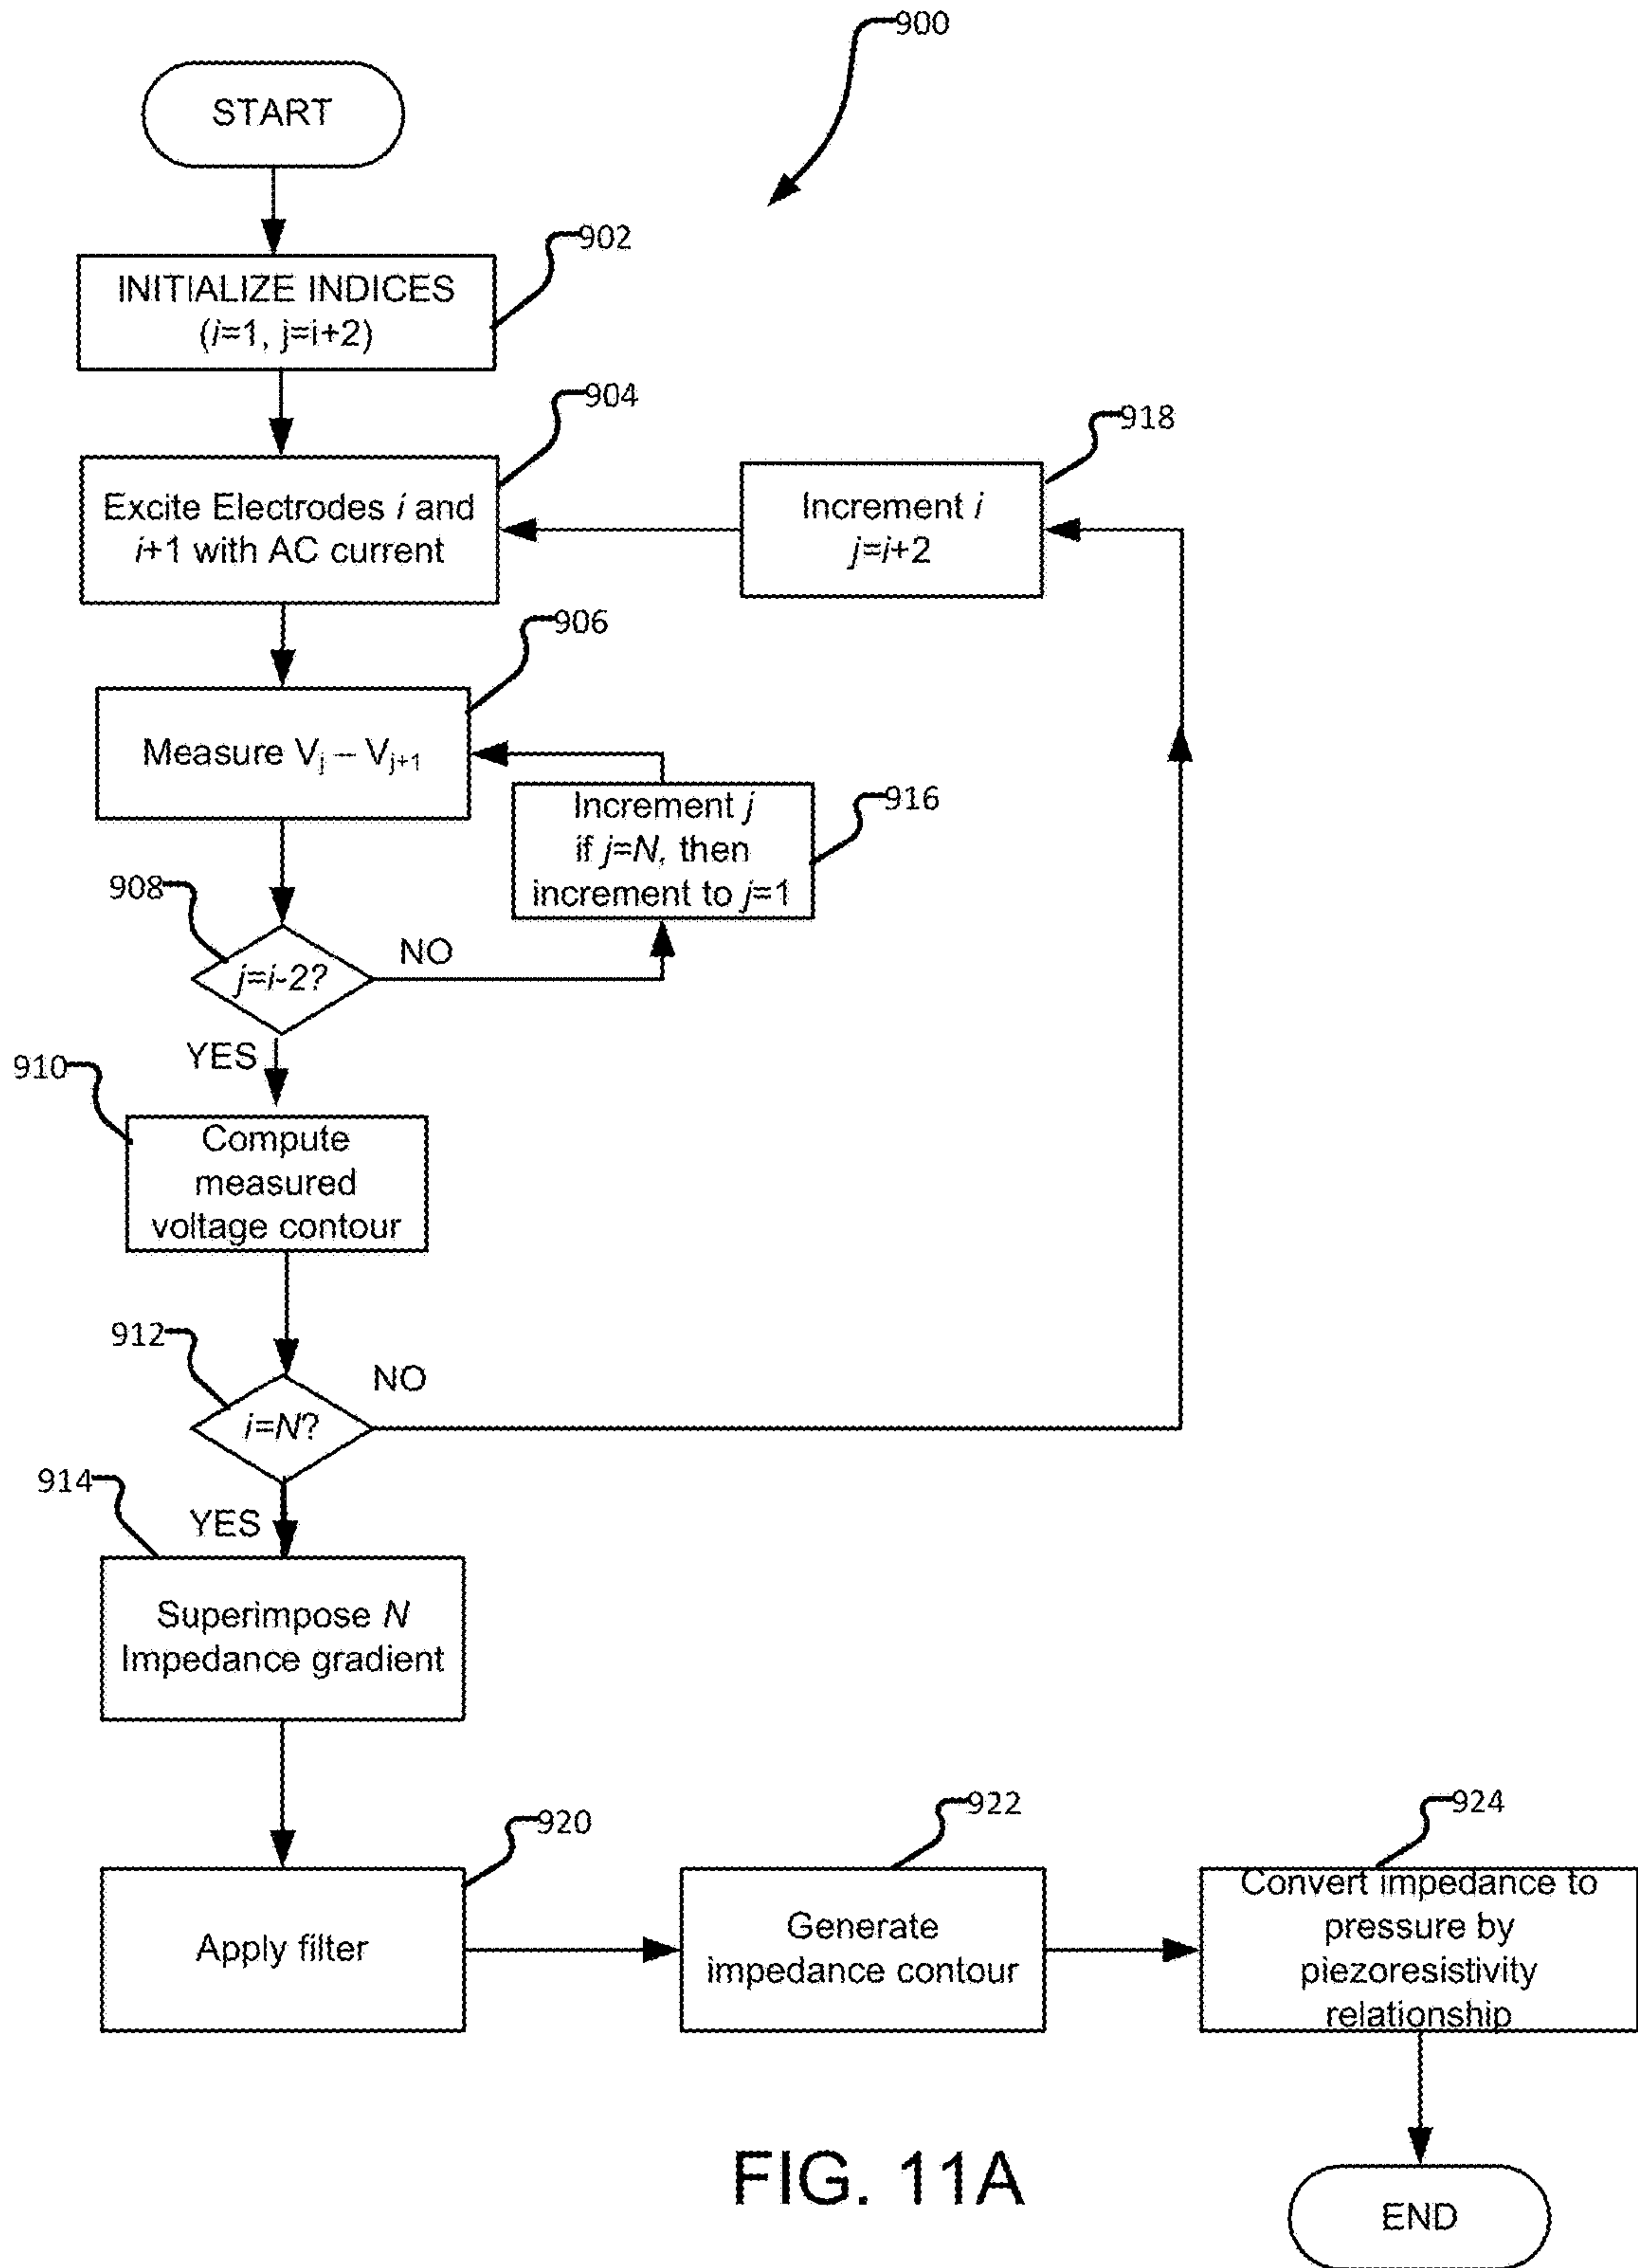 900
START
902
INITIALIZE INDICES
(i=1, j=i+2)
904
Excite Electrodes i and
i+1 with AC current
918
Increment i
j=i+2
906
Measure Vj – Vj+1
916
Increment j
if j=N, then
increment to j=1
908
j=i-2?
NO
YES
910
Compute
measured
voltage contour
912
i=N?
NO
YES
914
Superimpose N
Impedance gradient
920
Apply filter
922
Generate
impedance contour
924
Convert impedance to
pressure by
piezoresistivity
relationship
END
FIG. 11A